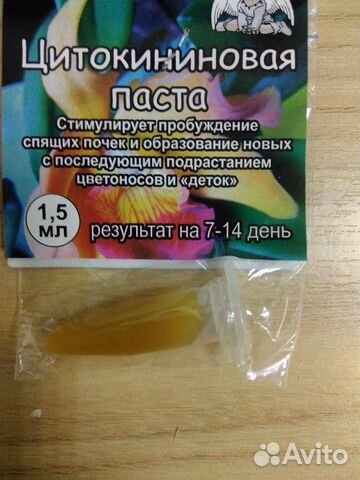 Цитокининовая
паста
Стимулирует пробуждение
спящих почек и образование новых
с последующим подрастанием
цветоносов и «деток»
1,5
мл
результат на 7-14 день
Avito